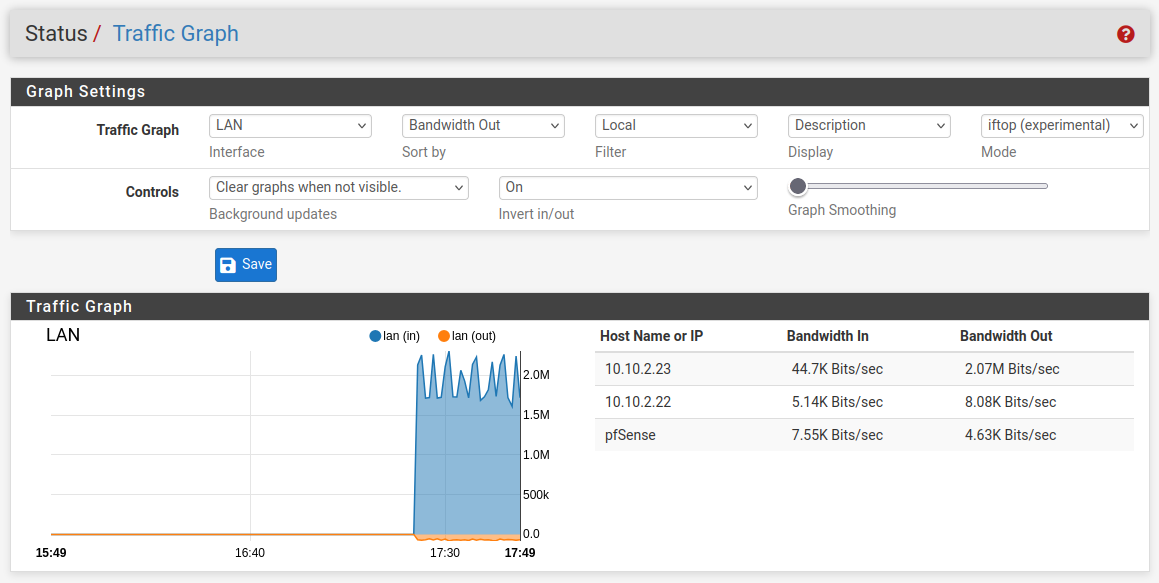 Status / Traffic Graph
Graph Settings
Traffic Graph
LAN
Bandwidth Out
Local
Description
iftop (experimental)
Interface
Sort by
Filter
Display
Mode
Controls
Clear graphs when not visible.
On
Background updates
Invert in/out
Graph Smoothing
Save
Traffic Graph
LAN
lan (in)
lan (out)
2.0M
1.5M
1.0M
500k
0.0
15:49
16:40
17:30
17:49
Host Name or IP Bandwidth In Bandwidth Out
10.10.2.23 44.7K Bits/sec 2.07M Bits/sec
10.10.2.22 5.14K Bits/sec 8.08K Bits/sec
pfSense 7.55K Bits/sec 4.63K Bits/sec